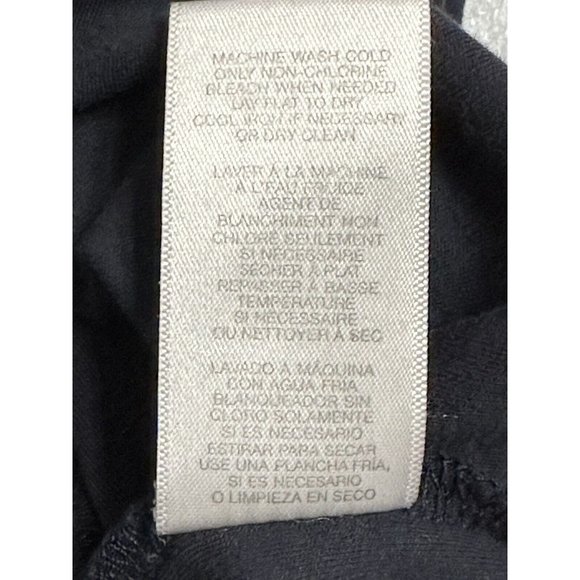 MACHINE WASH COLD
ONLY NON-CHLORINE
BLEACH WHEN NEEDED
LAY FLAT TO DRY
COOL IRON IF NECESSARY
OR DRY CLEAN
LAVER À LA MACHINE
À L'EAU FROIDE
AGENT DE
BLANCHIMENT NON
CHLORÉ SEULEMENT
SI NÉCESSAIRE
SÉCHER À PLAT
REPASSER À BASSE
TEMPÉRATURE
SI NÉCESSAIRE
OU NETTOYER À SEC
LAVADO A MÁQUINA
CON AGUA FRÍA
BLANQUEADOR SIN
CLORO SOLAMENTE
SI ES NECESARIO
ESTIRAR PARA SECAR
USE UNA PLANCHA FRÍA,
SI ES NECESARIO
O LIMPIEZA EN SECO